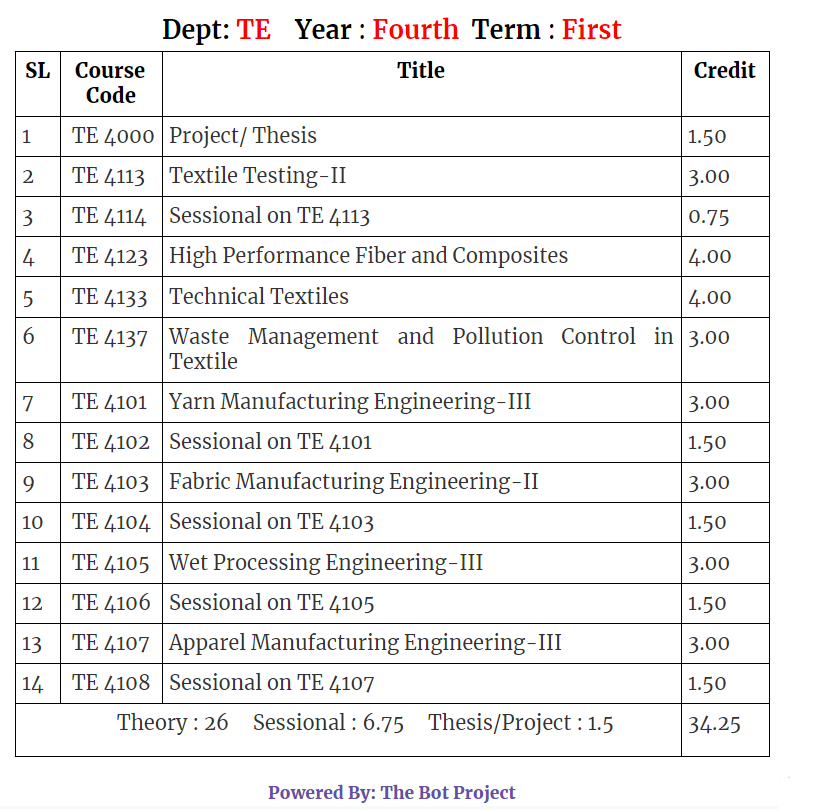 Dept: TE Year : Fourth Term : First
SL Course Code Title Credit
1 TE 4000 Project/ Thesis 1.50
2 TE 4113 Textile Testing-II 3.00
3 TE 4114 Sessional on TE 4113 0.75
4 TE 4123 High Performance Fiber and Composites 4.00
5 TE 4133 Technical Textiles 4.00
6 TE 4137 Waste Management and Pollution Control in Textile 3.00
7 TE 4101 Yarn Manufacturing Engineering-III 3.00
8 TE 4102 Sessional on TE 4101 1.50
9 TE 4103 Fabric Manufacturing Engineering-II 3.00
10 TE 4104 Sessional on TE 4103 1.50
11 TE 4105 Wet Processing Engineering-III 3.00
12 TE 4106 Sessional on TE 4105 1.50
13 TE 4107 Apparel Manufacturing Engineering-III 3.00
14 TE 4108 Sessional on TE 4107 1.50
Theory : 26 Sessional : 6.75 Thesis/Project : 1.5 34.25
Powered By: The Bot Project